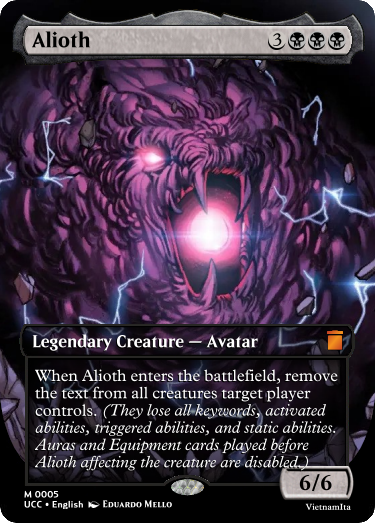 Alioth 3
Legendary Creature — Avatar
When Alioth enters the battlefield, remove
the text from all creatures target player
controls. (They lose all keywords, activated
abilities, triggered abilities, and static abilities.
Auras and Equipment cards played before
Alioth affecting the creature are disabled.)
6/6
M 0005
UCC • English Eduardo Mello
VietnamIta